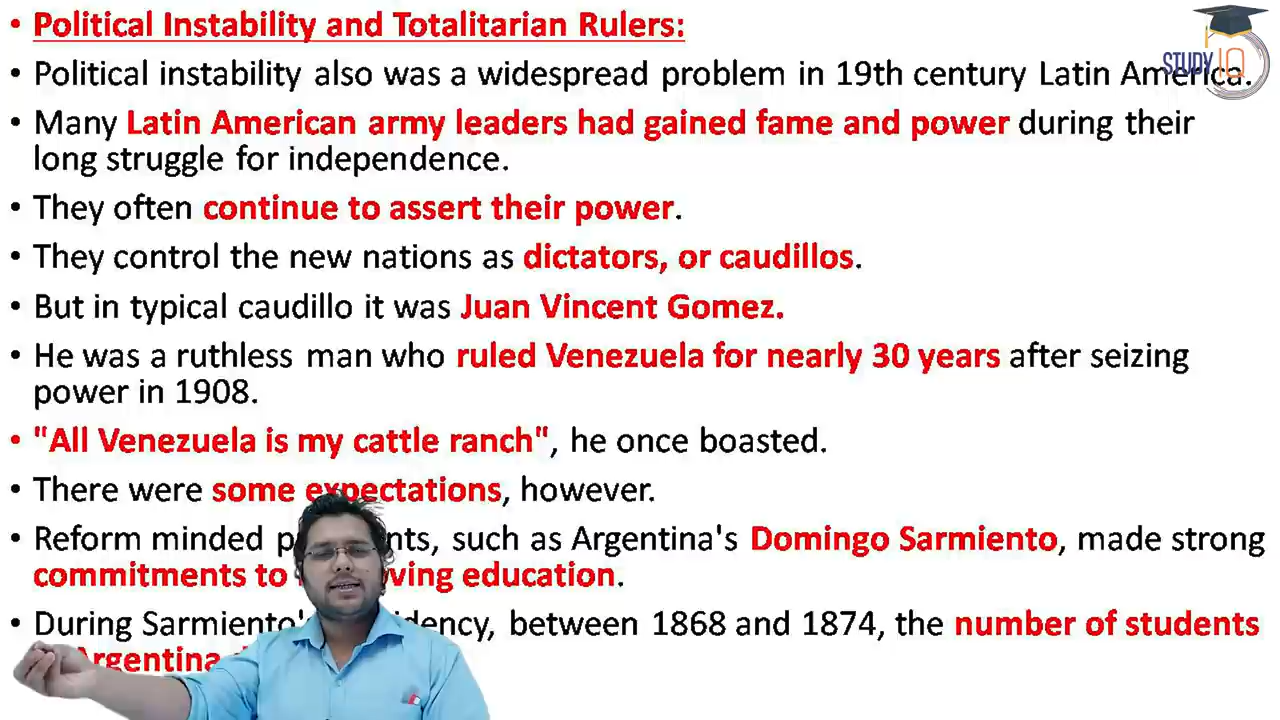 • Political Instability and Totalitarian Rulers:
• Political instability also was a widespread problem in 19th century Latin America.
• Many Latin American army leaders had gained fame and power during their
long struggle for independence.
• They often continue to assert their power.
• They control the new nations as dictators, or caudillos.
• But in typical caudillo it was Juan Vincent Gomez.
• He was a ruthless man who ruled Venezuela for nearly 30 years after seizing
power in 1908.
• "All Venezuela is my cattle ranch", he once boasted.
• There were some expectations, however.
• Reform minded such as Argentina's Domingo Sarmiento, made strong
commitments to education.
• During Sarmiento's between 1868 and 1874, the number of students
Argentina
STUDY IQ